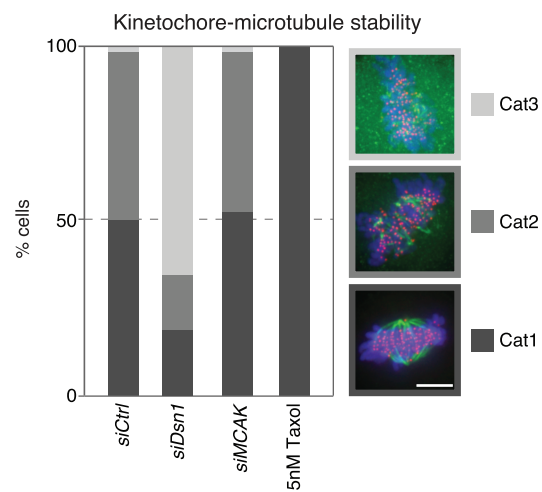 Kinetochore-microtubule stability
100
50
0
% cells
siCtrl
siDsn1
siMCAK
5nM Taxol
Cat3
Cat2
Cat1